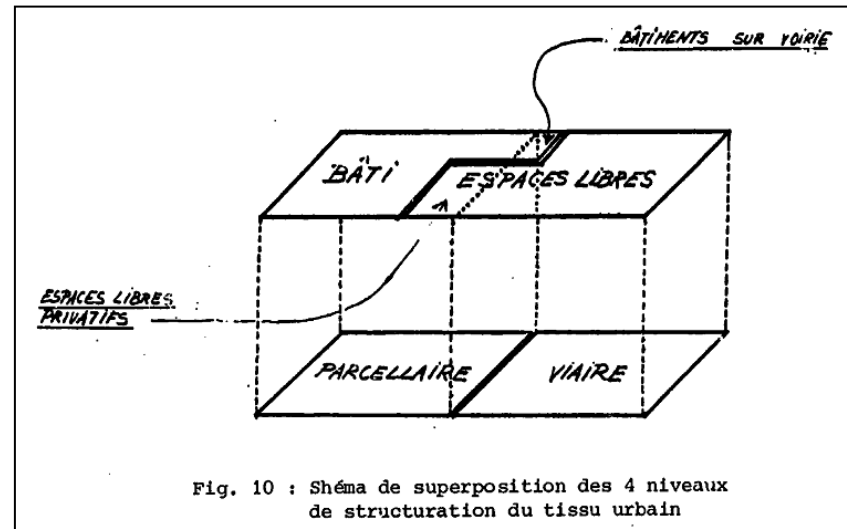 BÂTIMENTS SUR VOIRIE
BÂTI
ESPACES LIBRES
ESPACES LIBRES
PRIVATIFS
PARCELLAIRE
VIAIRE
Fig. 10 : Shéma de superposition des 4 niveaux
de structuration du tissu urbain